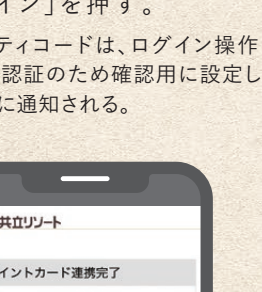 イン」を押す。
ティコードは、ログイン操作
認証のため確認用に設定し
に通知される。
共立リゾート
イントカード連携完了